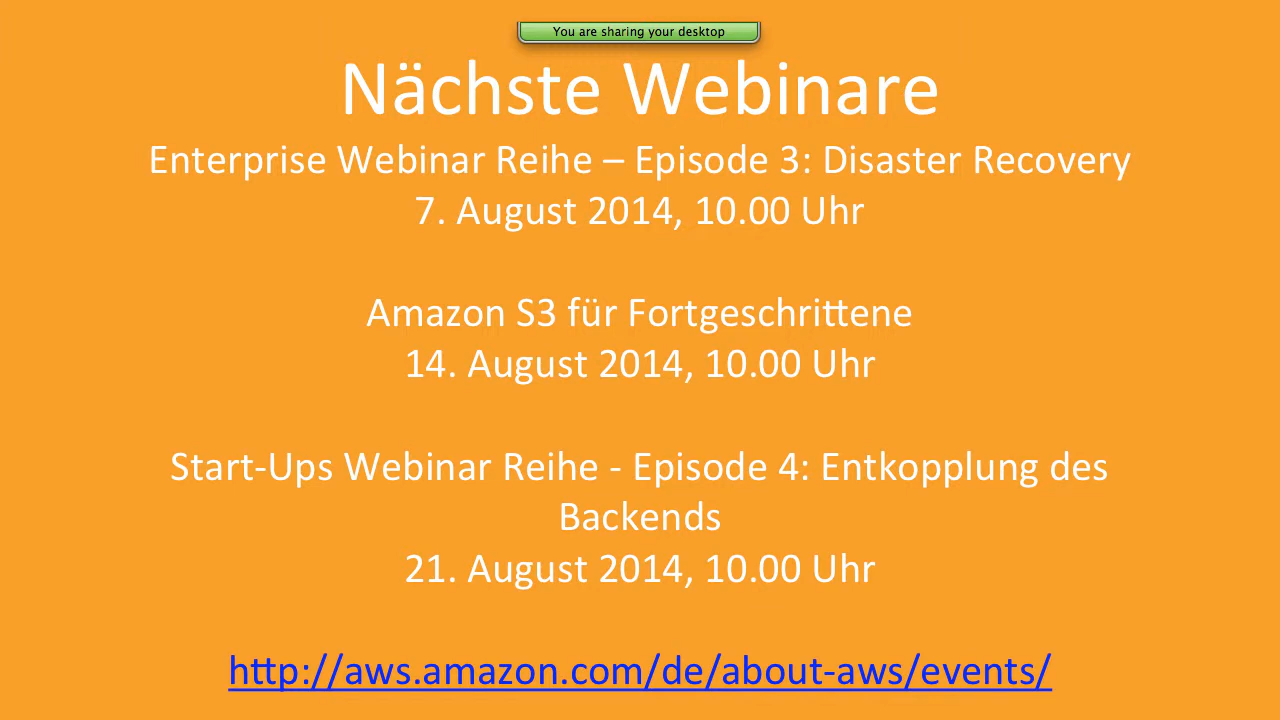 You are sharing your desktop
Nächste Webinare
Enterprise Webinar Reihe – Episode 3: Disaster Recovery
7. August 2014, 10.00 Uhr
Amazon S3 für Fortgeschrittene
14. August 2014, 10.00 Uhr
Start-Ups Webinar Reihe - Episode 4: Entkopplung des
Backends
21. August 2014, 10.00 Uhr
http://aws.amazon.com/de/about-aws/events/